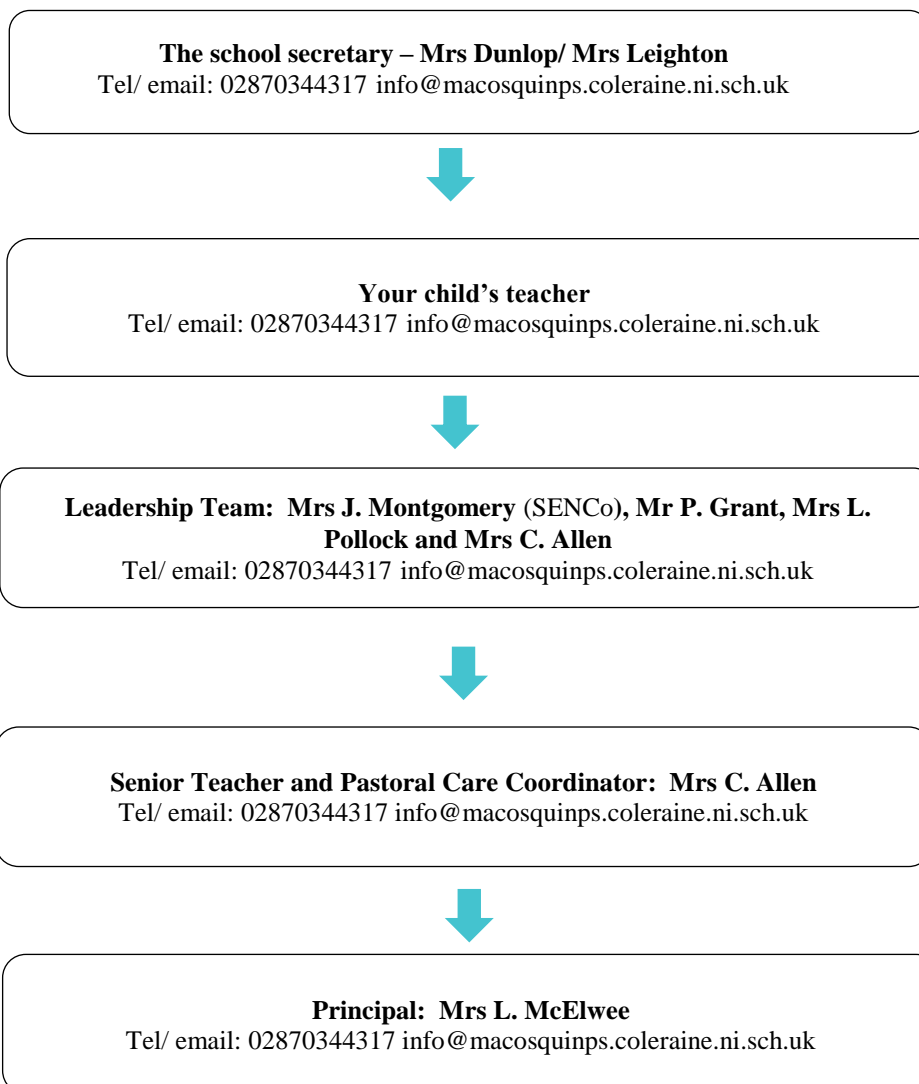 The school secretary – Mrs Dunlop/ Mrs Leighton
Tel/ email: 02870344317 info@macosquinps.coleraine.ni.sch.uk
Your child’s teacher
Tel/ email: 02870344317 info@macosquinps.coleraine.ni.sch.uk
Leadership Team:  Mrs J. Montgomery (SENCo), Mr P. Grant, Mrs L.
Pollock and Mrs C. Allen
Tel/ email: 02870344317 info@macosquinps.coleraine.ni.sch.uk
Senior Teacher and Pastoral Care Coordinator:  Mrs C. Allen
Tel/ email: 02870344317 info@macosquinps.coleraine.ni.sch.uk
Principal:  Mrs L. McElwee
Tel/ email: 02870344317 info@macosquinps.coleraine.ni.sch.uk